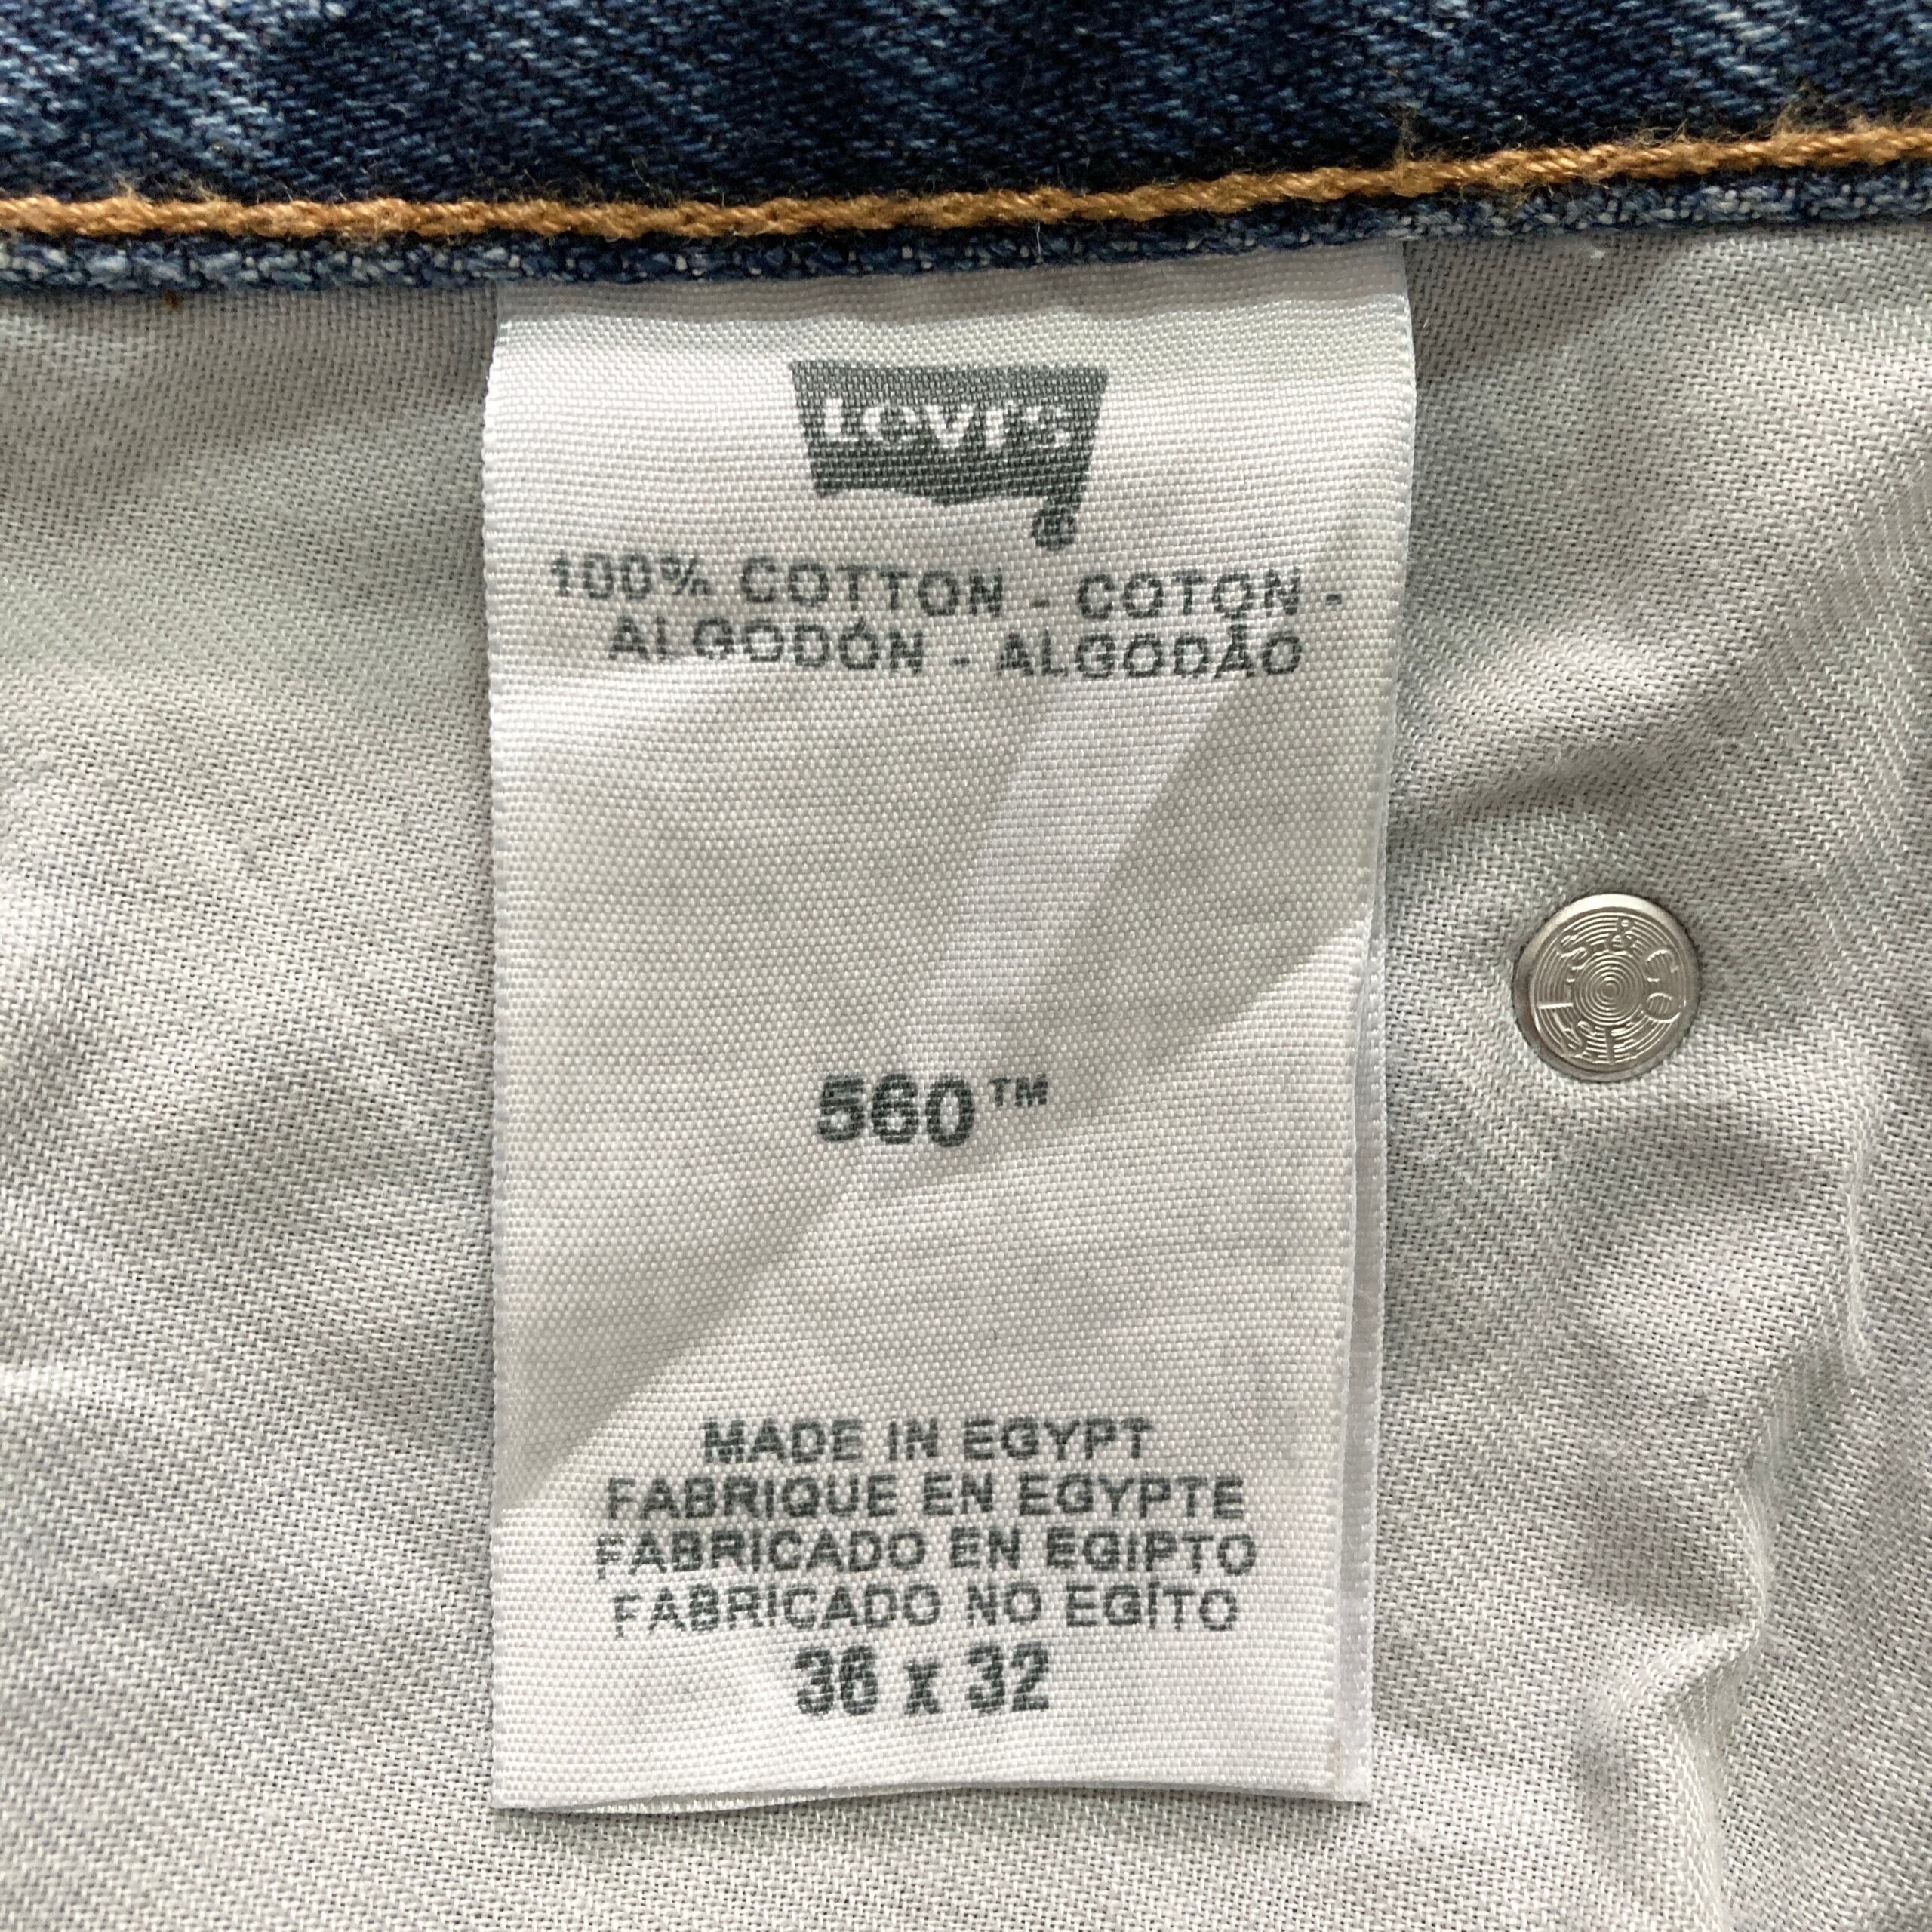 Levi's
®
100% COTTON - COTON -
ALGODÓN - ALGODÃO
560™
MADE IN EGYPT
FABRIQUE EN EGYPTE
FABRICADO EN EGIPTO
FABRICADO NO EGÍTO
36 x 32